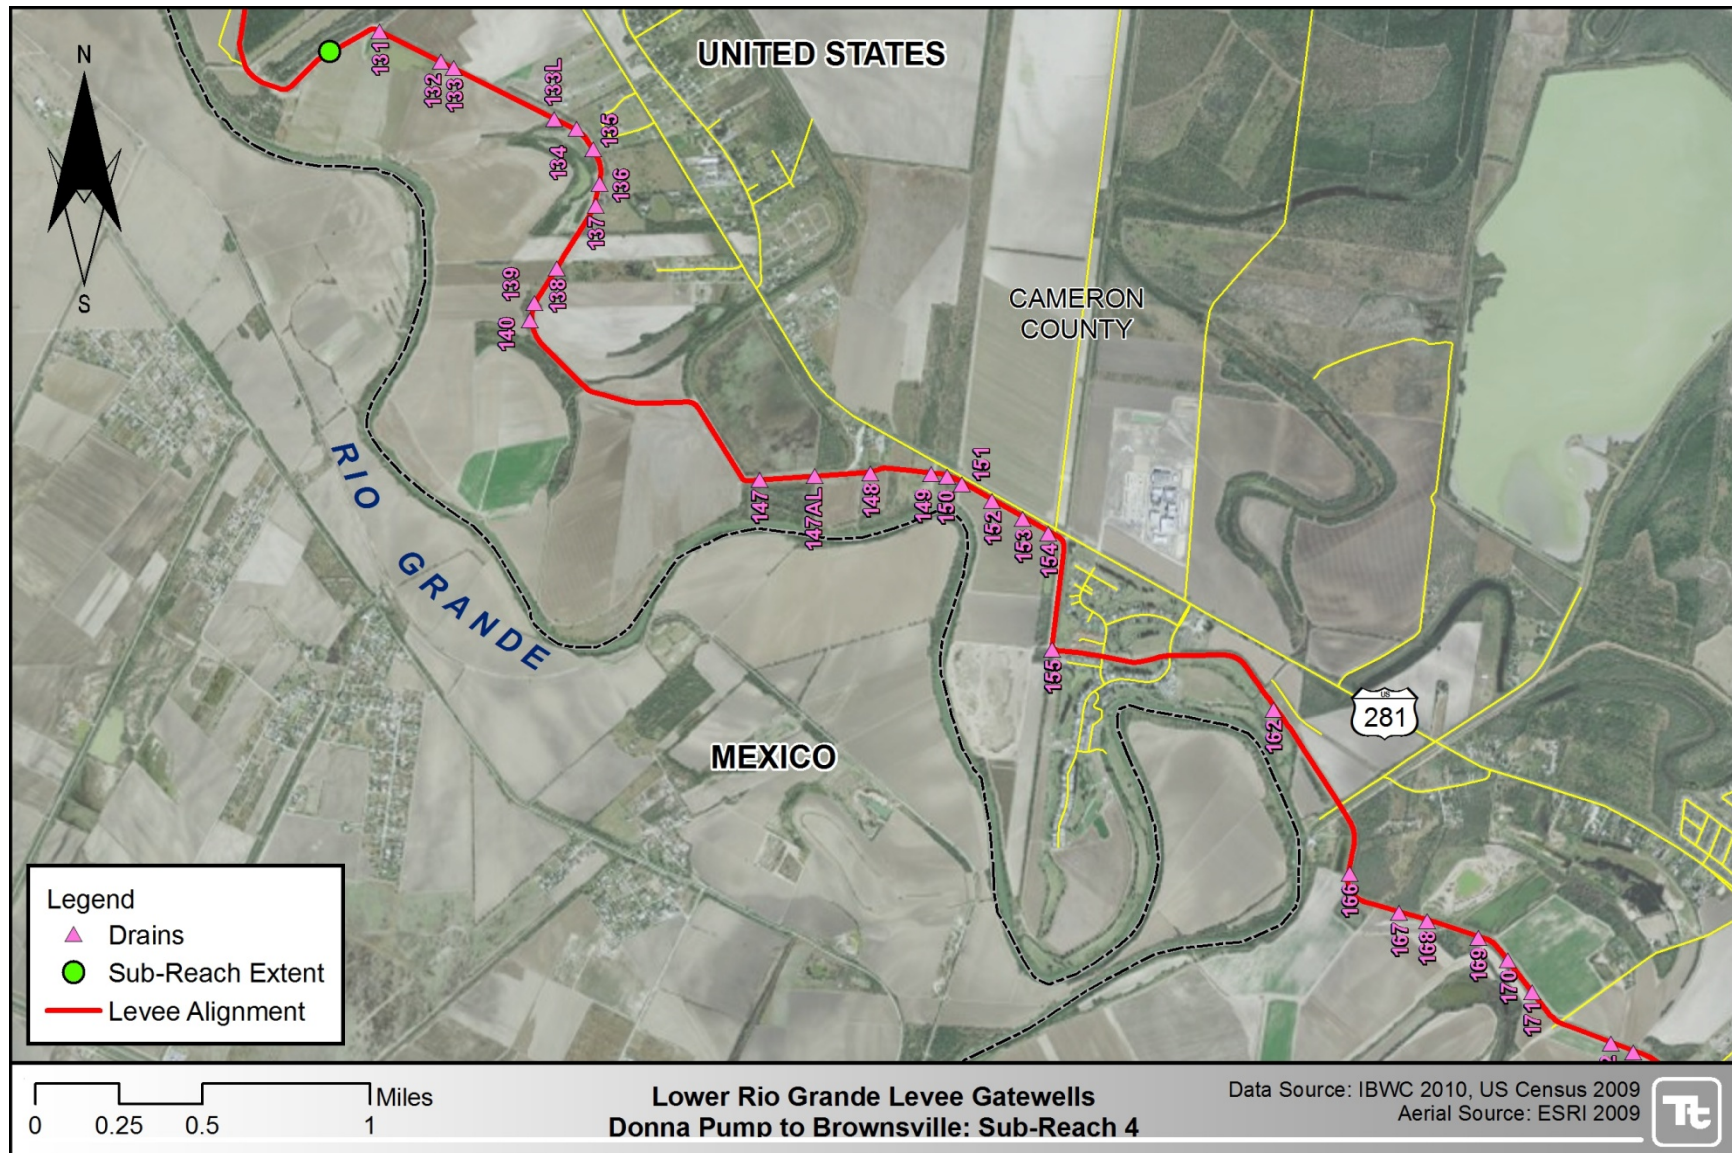 N
S
UNITED STATES
131
132
133
133L
134
135
136
137
138
139
140
CAMERON
COUNTY
RIO
GRANDE
147
147AL
148
149
150
151
152
153
154
155
162
US
281
MEXICO
166
167
168
169
170
171
Legend
Drains
Sub-Reach Extent
Levee Alignment
Miles
0 0.25 0.5 1
Lower Rio Grande Levee Gatewells
Donna Pump to Brownsville: Sub-Reach 4
Data Source: IBWC 2010, US Census 2009
Aerial Source: ESRI 2009
Tt